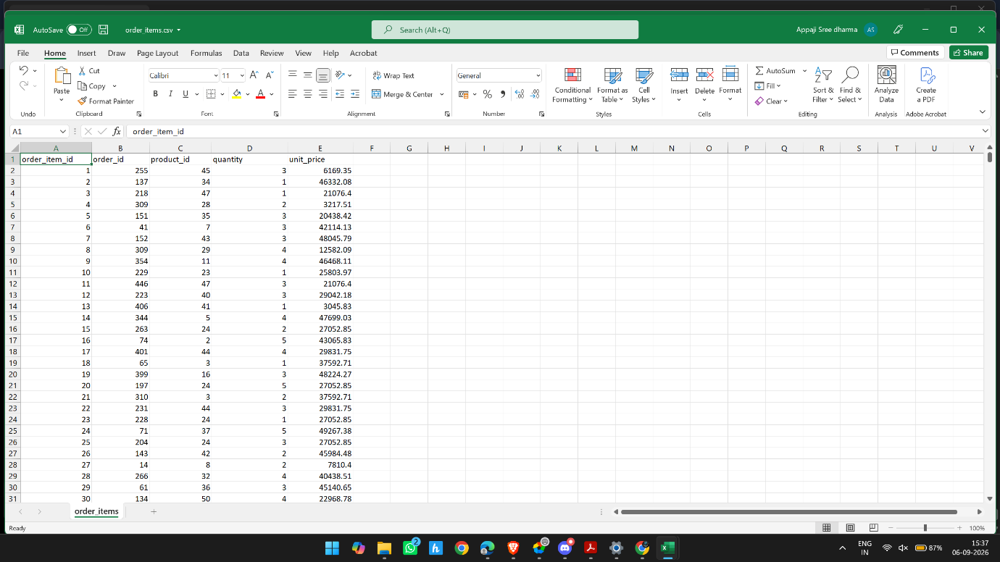 AutoSave Off order_items.csv Search (Alt+Q) Appaji Sree dharma AS
File Home Insert Draw Page Layout Formulas Data Review View Help Acrobat Comments Share
Paste Cut Copy Format Painter
Calibri 11
B I U
Wrap Text
Merge & Center
General
Conditional Formatting Format as Table Cell Styles
Insert Delete Format
AutoSum Fill Clear
Sort & Filter Find & Select
Analyze Data
Create a PDF
Undo Clipboard Font Alignment Number Styles Cells Editing Analysis Adobe Acrobat
A1 fx order_item_id
A B C D E F G H I J K L M N O P Q R S T U V
1 order_item_id order_id product_id quantity unit_price
2 1 255 45 3 6169.35
3 2 137 34 1 46332.08
4 3 218 47 1 21076.4
5 4 309 28 2 3217.51
6 5 151 35 3 20438.42
7 6 41 7 3 42114.13
8 7 152 43 3 48045.79
9 8 309 29 4 12582.09
10 9 354 11 4 46468.11
11 10 229 23 1 25803.97
12 11 446 47 3 21076.4
13 12 223 40 3 29042.18
14 13 406 41 1 3045.83
15 14 344 5 4 47699.03
16 15 263 24 2 27052.85
17 16 74 2 5 43065.83
18 17 401 44 4 29831.75
19 18 65 3 1 37592.71
20 19 399 16 3 48224.27
21 20 197 24 5 27052.85
22 21 310 3 2 37592.71
23 22 231 44 3 29831.75
24 23 228 24 1 27052.85
25 24 71 37 5 49267.38
26 25 204 24 3 27052.85
27 26 143 42 2 45984.48
28 27 14 8 2 7810.4
29 28 266 32 4 40438.51
30 29 61 36 3 45140.65
31 30 134 50 4 22968.78
order_items
Ready 100%
2 ENG IN 87% 15:37 06-09-2026